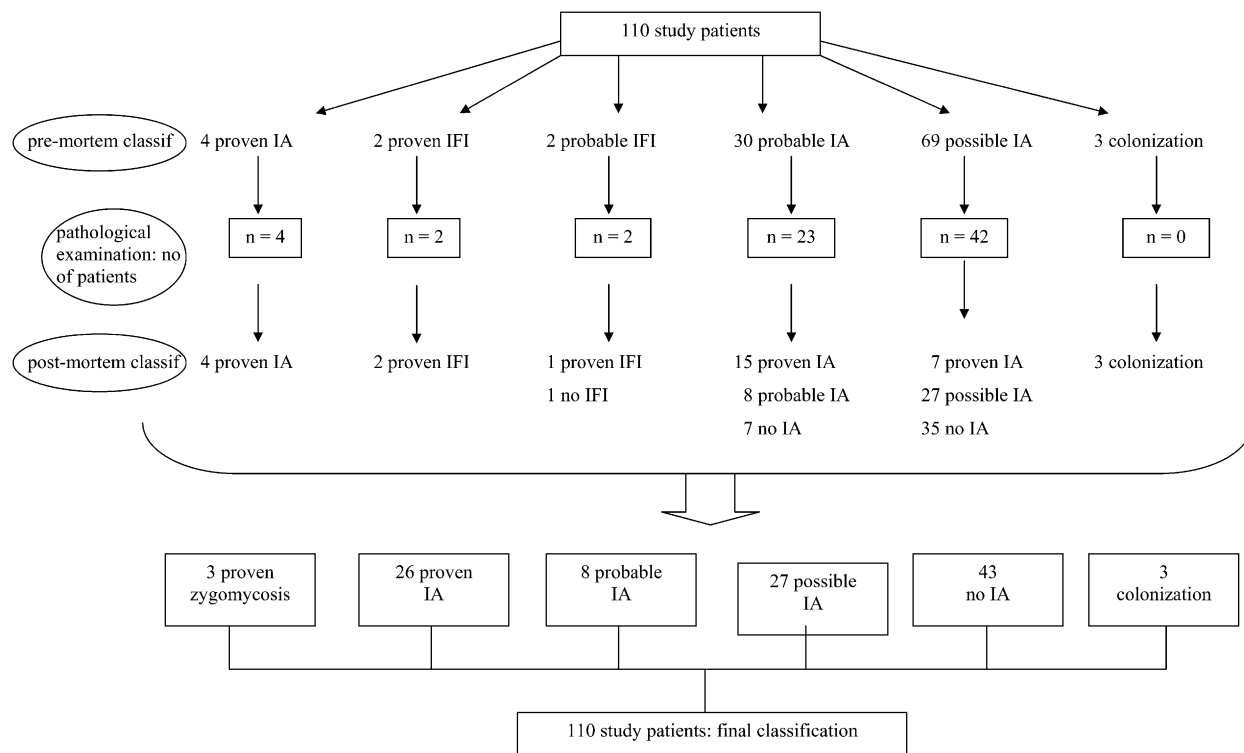 110 study patients
pre-mortem classif
4 proven IA
2 proven IFI
2 probable IFI
30 probable IA
69 possible IA
3 colonization
pathological
examination: no
of patients
n = 4
n = 2
n = 2
n = 23
n = 42
n = 0
post-mortem classif
4 proven IA
2 proven IFI
1 proven IFI
15 proven IA
7 proven IA
3 colonization
1 no IFI
8 probable IA
27 possible IA
7 no IA
35 no IA
3 proven
zygomycosis
26 proven
IA
8 probable
IA
27 possible
IA
43
no IA
3
colonization
110 study patients: final classification